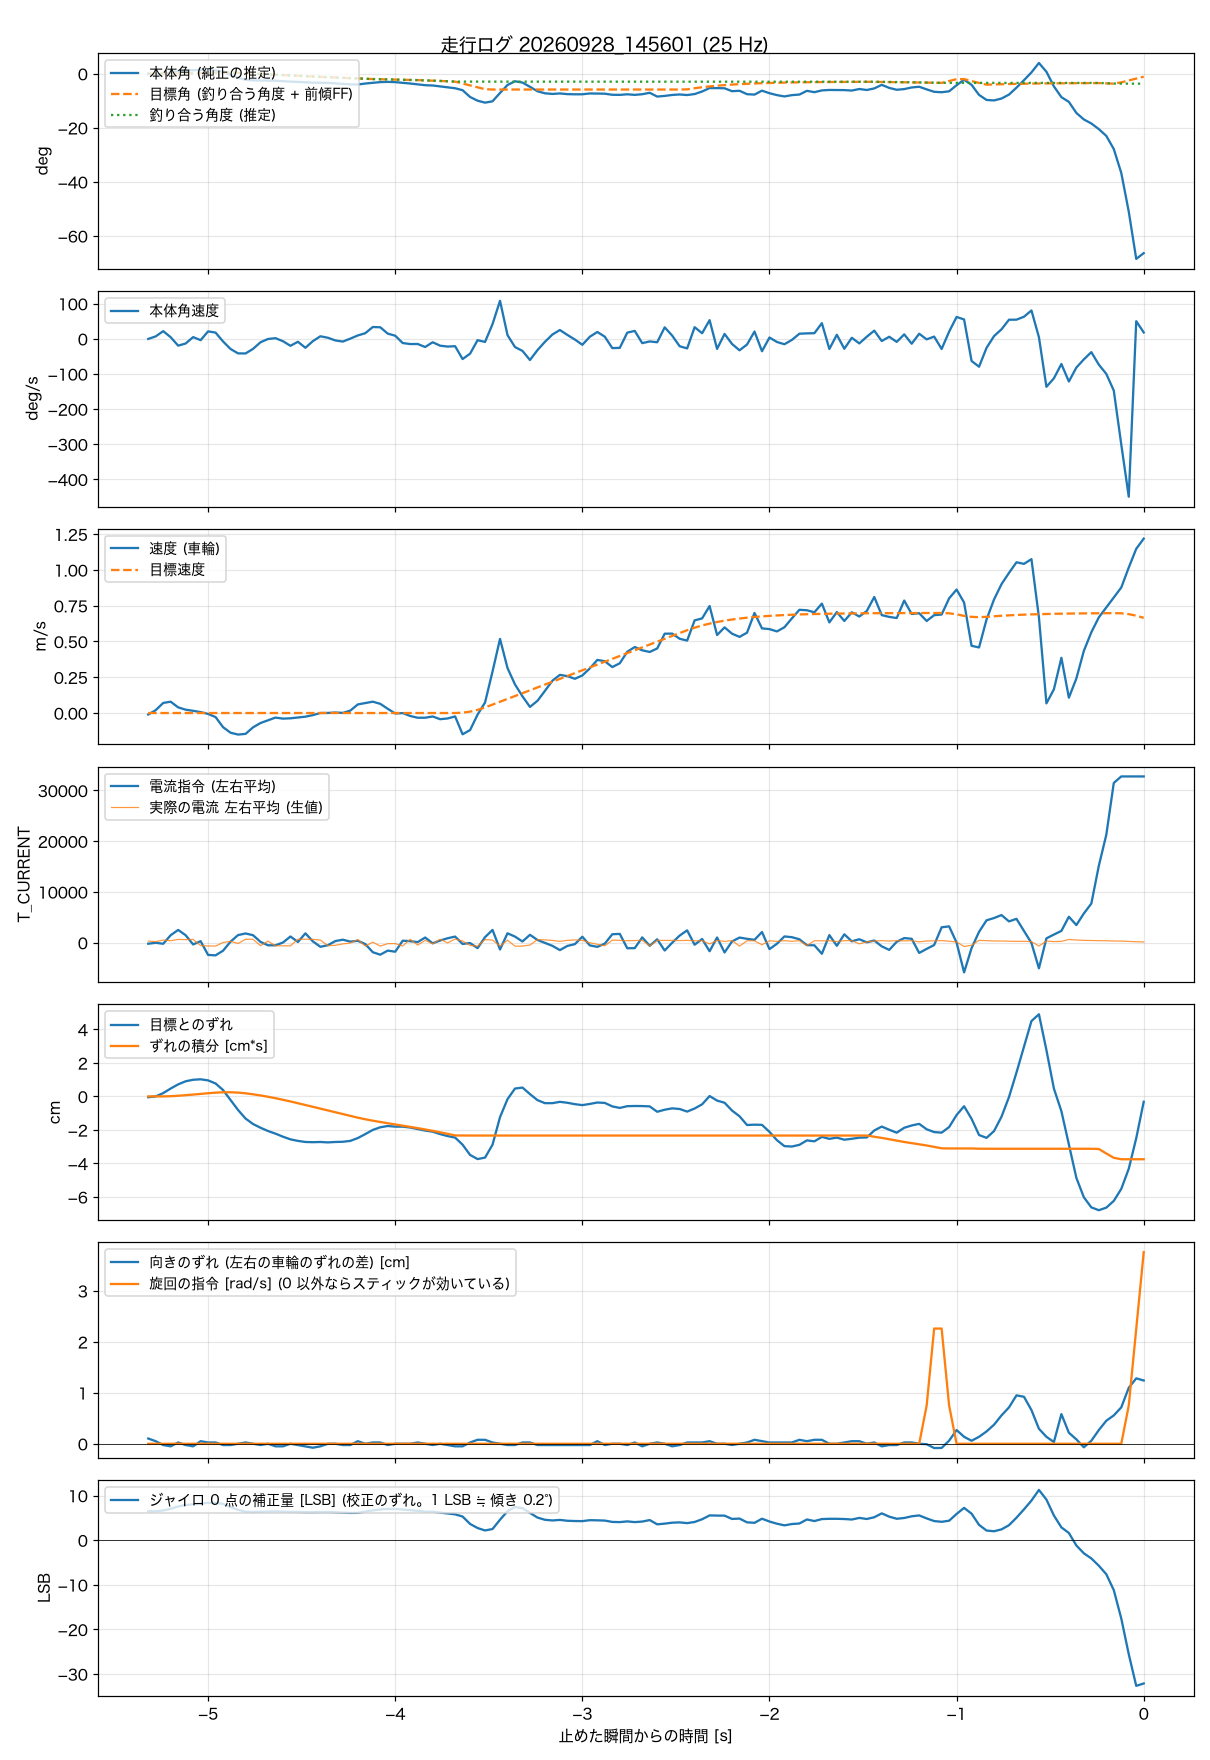 走行ログ 20260928_145601 (25 Hz)
本体角 (純正の推定)
目標角 (釣り合う角度 + 前傾FF)
釣り合う角度 (推定)
0
−20
−40
−60
deg
本体角速度
100
0
−100
−200
−300
−400
deg/s
速度 (車輪)
目標速度
1.25
1.00
0.75
0.50
0.25
0.00
m/s
電流指令 (左右平均)
実際の電流 左右平均 (生値)
30000
20000
10000
0
T_CURRENT
目標とのずれ
ずれの積分 [cm*s]
4
2
0
−2
−4
−6
cm
向きのずれ (左右の車輪のずれの差) [cm]
旋回の指令 [rad/s] (0 以外ならスティックが効いている)
3
2
1
0
ジャイロ 0 点の補正量 [LSB] (校正のずれ。1 LSB ≒ 傾き 0.2°)
10
0
−10
−20
−30
LSB
−5
−4
−3
−2
−1
0
止めた瞬間からの時間 [s]